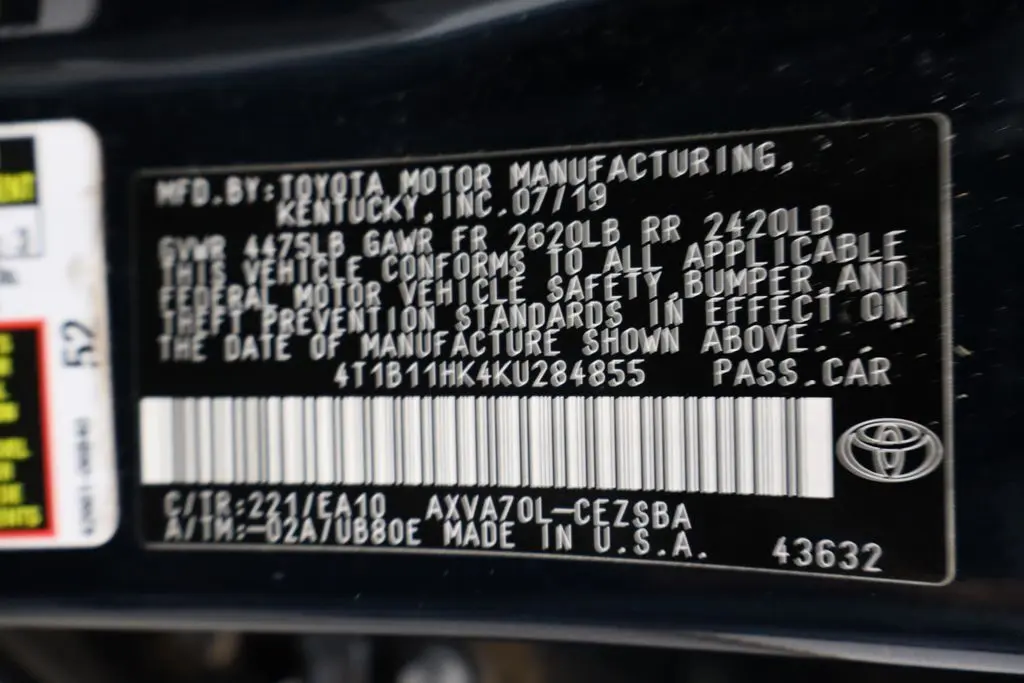 MFD.BY:TOYOTA MOTOR MANUFACTURING,
KENTUCKY,INC.07/19
GVWR 4475LB GAWR FR 2620LB RR 2420LB
THIS VEHICLE CONFORMS TO ALL APPLICABLE
FEDERAL MOTOR VEHICLE SAFETY,BUMPER,AND
THEFT PREVENTION STANDARDS IN EFFECT ON
THE DATE OF MANUFACTURE SHOWN ABOVE.
4T1B11HK4KU284855 PASS.CAR
C/TR:221/EA10 AXVA70L-CEZSBA
A/TM:-02A/UB80E MADE IN U.S.A.
43632
52